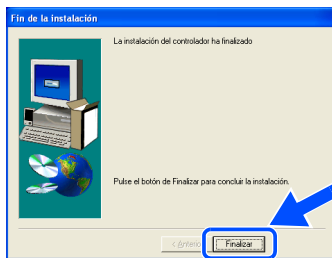 Fin de la instalación
La instalación del controlador ha finalizado
Pulse el botón de Finalizar para concluir la instalación.
< Anterior
Finalizar